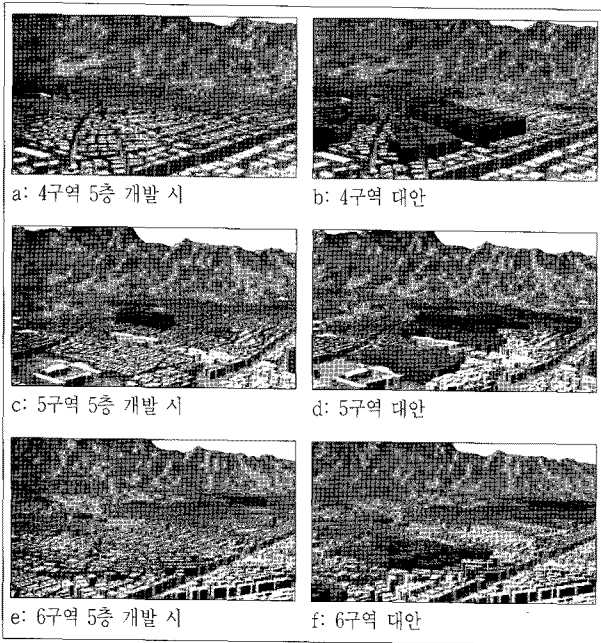 a: 4구역 5층 개발 시
b: 4구역 대안
c: 5구역 5층 개발 시
d: 5구역 대안
e: 6구역 5층 개발 시
f: 6구역 대안